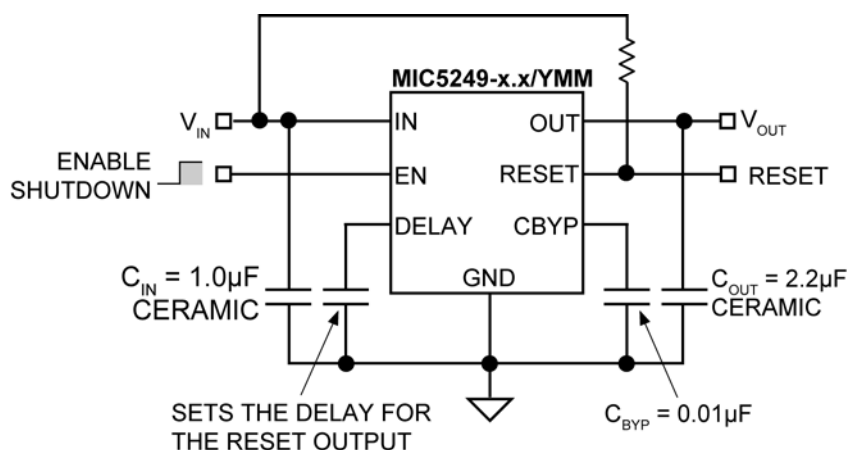 MIC5249-x.x/YMM
V_IN
IN
OUT
V_OUT
ENABLE
SHUTDOWN
EN
RESET
RESET
DELAY
CBYP
GND
C_IN = 1.0µF
CERAMIC
C_OUT = 2.2µF
CERAMIC
SETS THE DELAY FOR
THE RESET OUTPUT
C_BYP = 0.01µF